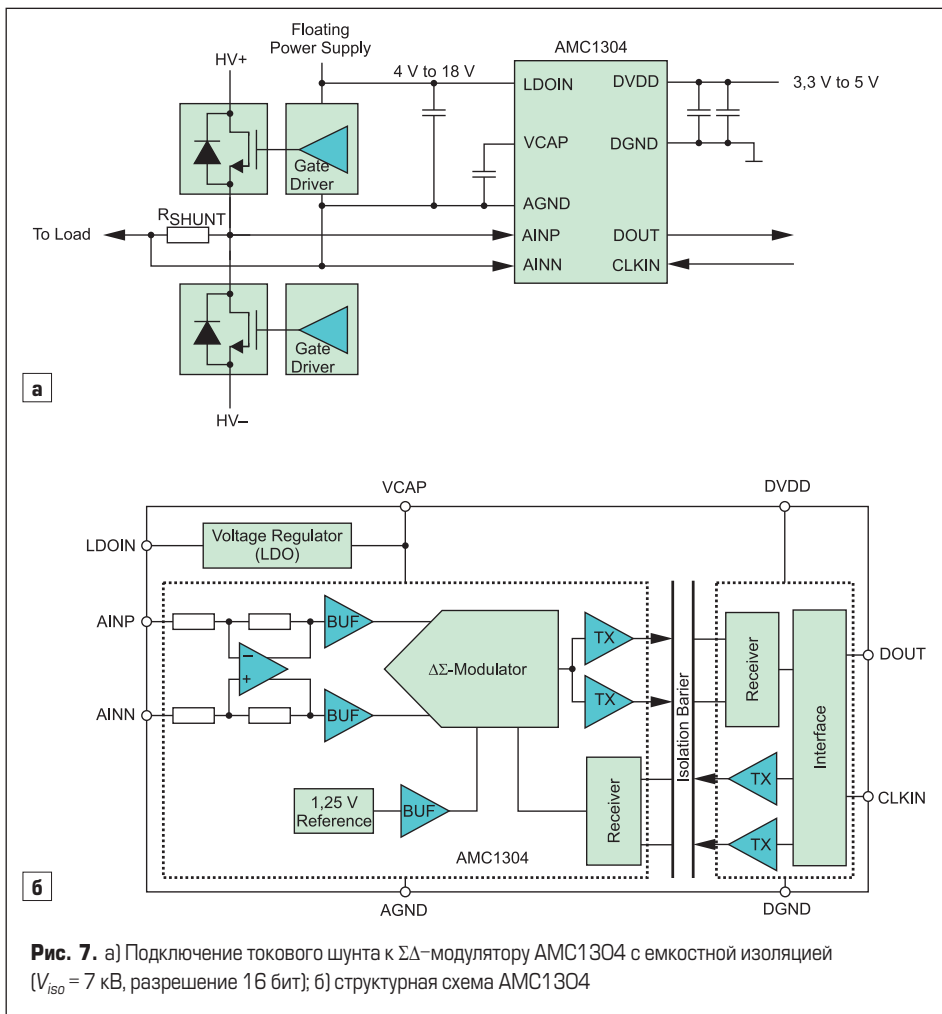 Floating
Power Supply
HV+
4 V to 18 V
AMC1304
LDOIN
DVDD
3,3 V to 5 V
VCAP
DGND
Gate
Driver
AGND
RSHUNT
To Load
AINP
DOUT
AINN
CLKIN
Gate
Driver
а
HV–
VCAP
DVDD
LDOIN
Voltage Regulator
(LDO)
AINP
BUF
–
+
ΔΣ-Modulator
TX
TX
Isolation Barier
Receiver
Interface
DOUT
AINN
BUF
1,25 V
Reference
BUF
Receiver
TX
TX
CLKIN
AMC1304
б
AGND
DGND
Рис. 7. а) Подключение токового шунта к ΣΔ–модулятору AMC1304 с емкостной изоляцией
(Viso = 7 кВ, разрешение 16 бит); б) структурная схема AMC1304